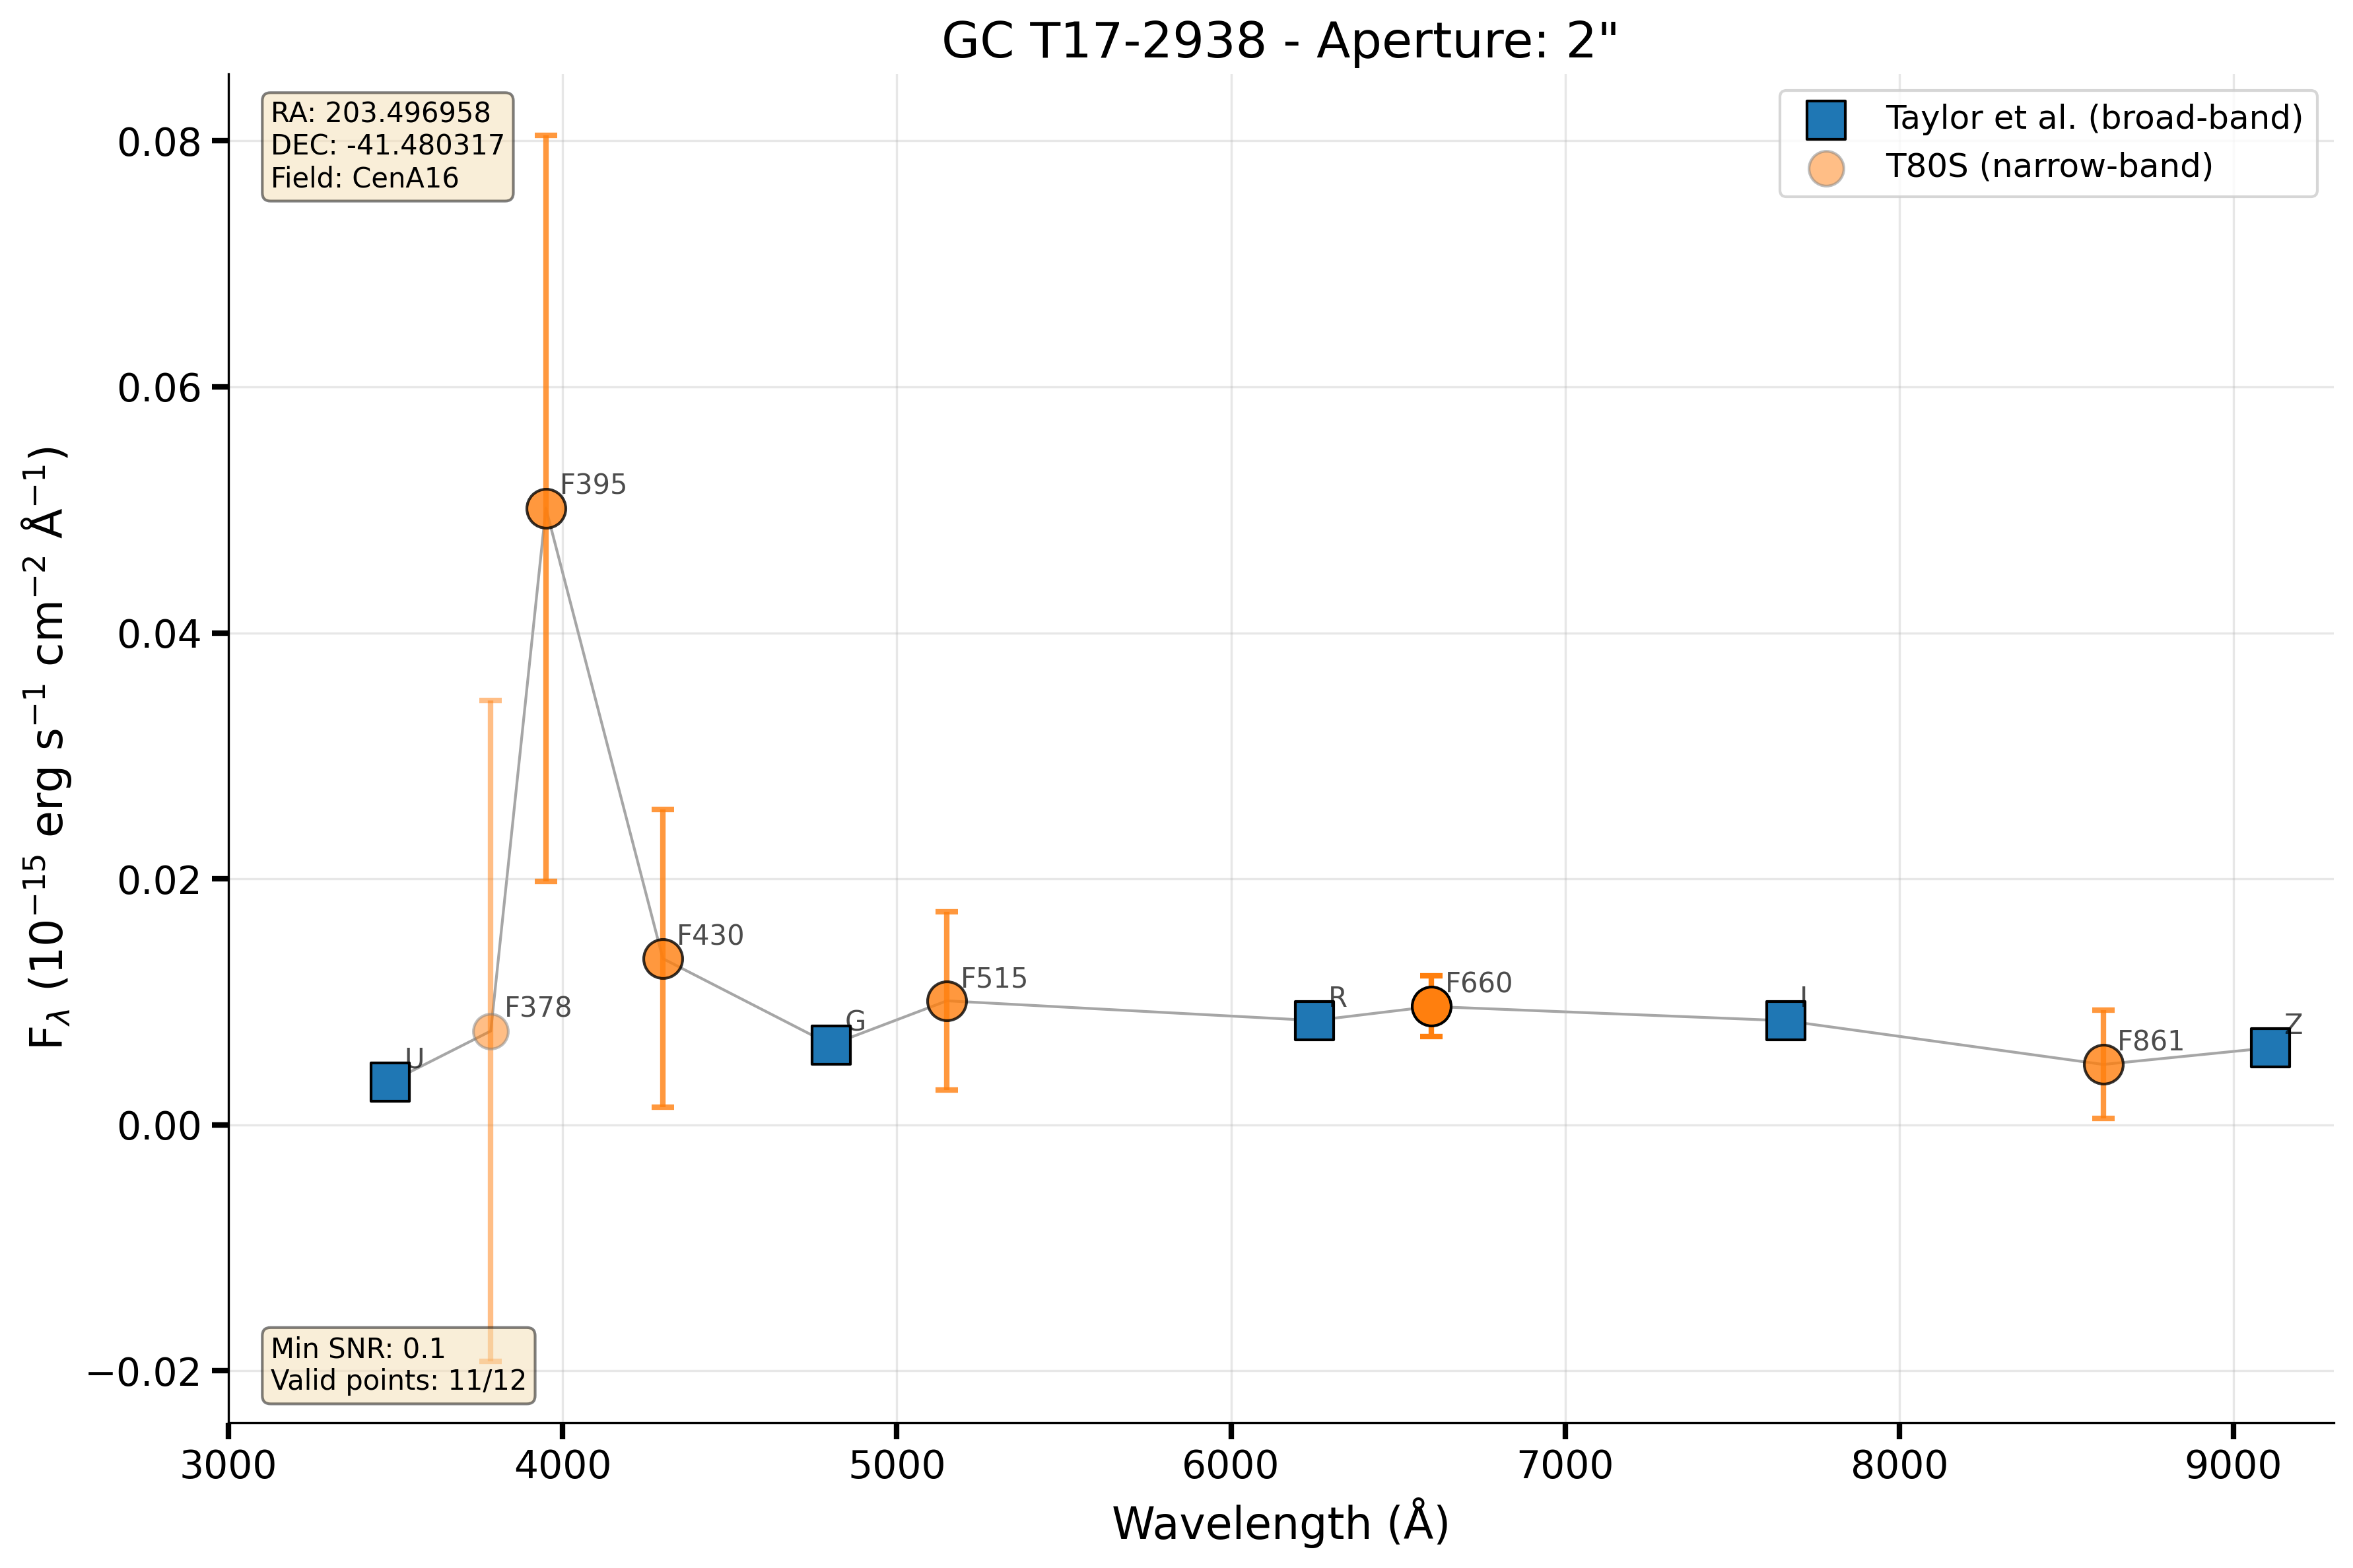 GC T17-2938 - Aperture: 2"
RA: 203.496958
DEC: -41.480317
Field: CenA16
Taylor et al. (broad-band)
T80S (narrow-band)
0.08
0.06
0.04
0.02
0.00
−0.02
F_λ (10⁻¹⁵ erg s⁻¹ cm⁻² Å⁻¹)
U
F378
F395
F430
G
F515
R
F660
I
F861
Z
Min SNR: 0.1
Valid points: 11/12
3000
4000
5000
6000
7000
8000
9000
Wavelength (Å)